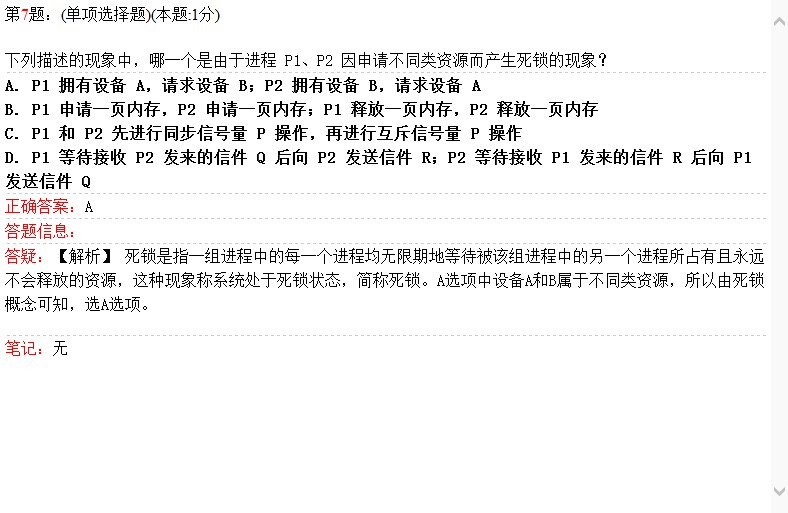 第7题：(单项选择题)(本题:1分)
下列描述的现象中，哪一个是由于进程 P1、P2 因申请不同类资源而产生死锁的现象？
A. P1 拥有设备 A，请求设备 B；P2 拥有设备 B，请求设备 A
B. P1 申请一页内存，P2 申请一页内存；P1 释放一页内存，P2 释放一页内存
C. P1 和 P2 先进行同步信号量 P 操作，再进行互斥信号量 P 操作
D. P1 等待接收 P2 发来的信件 Q 后向 P2 发送信件 R；P2 等待接收 P1 发来的信件 R 后向 P1
发送信件 Q
正确答案：A
答题信息：
答疑：【解析】 死锁是指一组进程中的每一个进程均无限期地等待被该组进程中的另一个进程所占有且永远
不会释放的资源，这种现象称系统处于死锁状态，简称死锁。A选项中设备A和B属于不同类资源，所以由死锁
概念可知，选A选项。
笔记：无